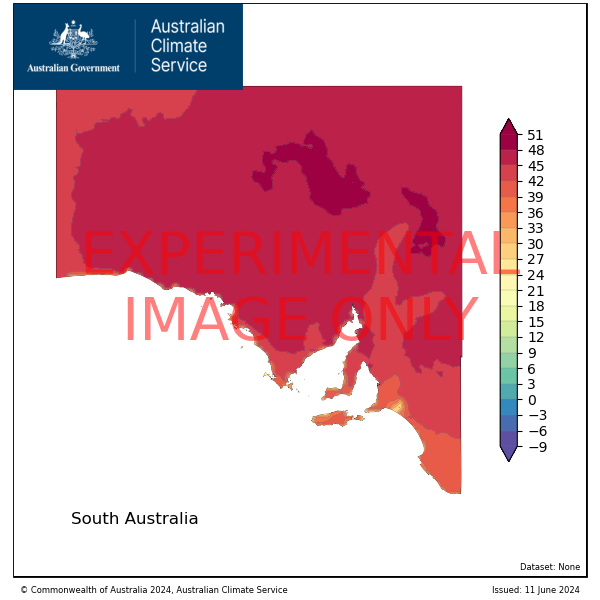 Australian
Climate
Service
Australian Government
51
48
45
42
39
36
33
30
27
24
21
18
15
12
9
6
3
0
−3
−6
−9
EXPERIMENTAL
IMAGE ONLY
South Australia
Dataset: None
© Commonwealth of Australia 2024, Australian Climate Service
Issued: 11 June 2024